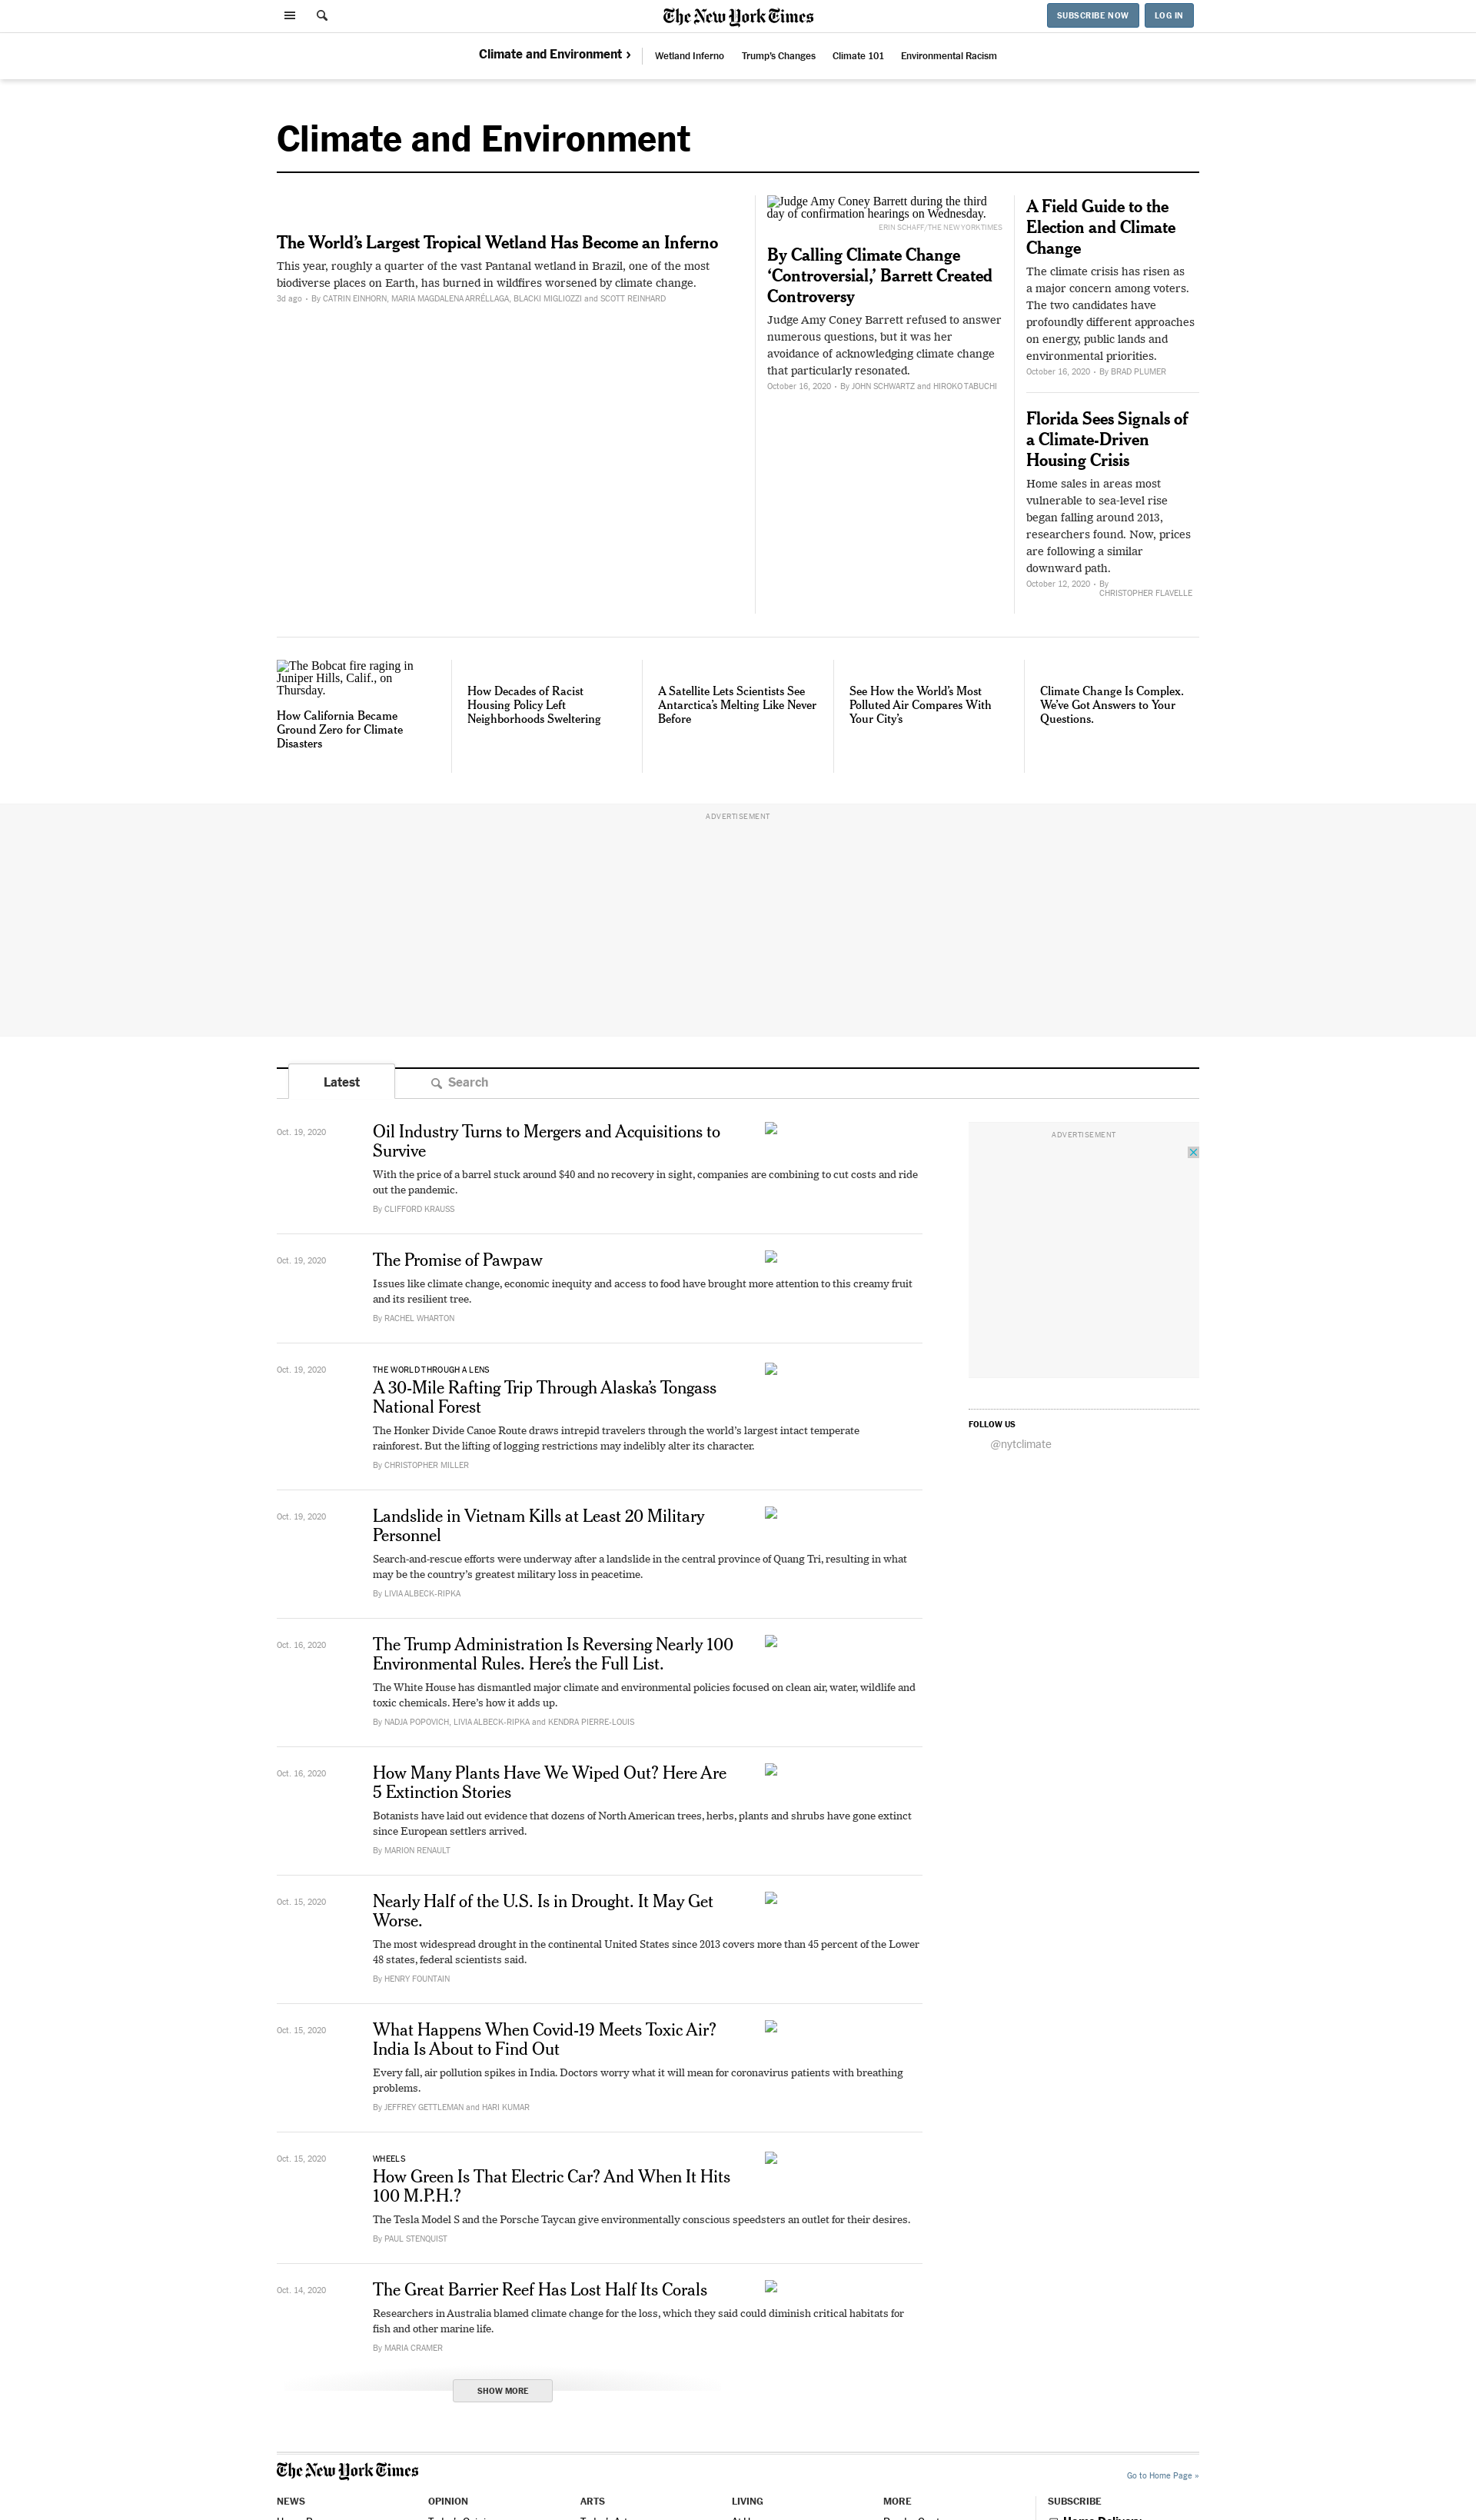 The New York Times
SUBSCRIBE NOW
LOG IN
Climate and Environment ›
Wetland Inferno
Trump's Changes
Climate 101
Environmental Racism
Climate and Environment
The World's Largest Tropical Wetland Has Become an Inferno
This year, roughly a quarter of the vast Pantanal wetland in Brazil, one of the most
biodiverse places on Earth, has burned in wildfires worsened by climate change.
3d ago • By CATRIN EINHORN, MARIA MAGDALENA ARRÉLLAGA, BLACKI MIGLIOZZI and SCOTT REINHARD
Judge Amy Coney Barrett during the third
day of confirmation hearings on Wednesday.
ERIN SCHAFF/THE NEW YORK TIMES
By Calling Climate Change
‘Controversial,’ Barrett Created
Controversy
Judge Amy Coney Barrett refused to answer
numerous questions, but it was her
avoidance of acknowledging climate change
that particularly resonated.
October 16, 2020 • By JOHN SCHWARTZ and HIROKO TABUCHI
A Field Guide to the
Election and Climate
Change
The climate crisis has risen as
a major concern among voters.
The two candidates have
profoundly different approaches
on energy, public lands and
environmental priorities.
October 16, 2020 • By BRAD PLUMER
Florida Sees Signals of
a Climate-Driven
Housing Crisis
Home sales in areas most
vulnerable to sea-level rise
began falling around 2013,
researchers found. Now, prices
are following a similar
downward path.
October 12, 2020 • By
CHRISTOPHER FLAVELLE
The Bobcat fire raging in
Juniper Hills, Calif., on
Thursday.
How California Became
Ground Zero for Climate
Disasters
How Decades of Racist
Housing Policy Left
Neighborhoods Sweltering
A Satellite Lets Scientists See
Antarctica's Melting Like Never
Before
See How the World's Most
Polluted Air Compares With
Your City's
Climate Change Is Complex.
We've Got Answers to Your
Questions.
ADVERTISEMENT
Latest
Search
Oct. 19, 2020
Oil Industry Turns to Mergers and Acquisitions to
Survive
With the price of a barrel stuck around $40 and no recovery in sight, companies are combining to cut costs and ride
out the pandemic.
By CLIFFORD KRAUSS
Oct. 19, 2020
The Promise of Pawpaw
Issues like climate change, economic inequity and access to food have brought more attention to this creamy fruit
and its resilient tree.
By RACHEL WHARTON
Oct. 19, 2020
THE WORLD THROUGH A LENS
A 30-Mile Rafting Trip Through Alaska's Tongass
National Forest
The Honker Divide Canoe Route draws intrepid travelers through the world's largest intact temperate
rainforest. But the lifting of logging restrictions may indelibly alter its character.
By CHRISTOPHER MILLER
Oct. 19, 2020
Landslide in Vietnam Kills at Least 20 Military
Personnel
Search-and-rescue efforts were underway after a landslide in the central province of Quang Tri, resulting in what
may be the country's greatest military loss in peacetime.
By LIVIA ALBECK-RIPKA
Oct. 16, 2020
The Trump Administration Is Reversing Nearly 100
Environmental Rules. Here's the Full List.
The White House has dismantled major climate and environmental policies focused on clean air, water, wildlife and
toxic chemicals. Here's how it adds up.
By NADJA POPOVICH, LIVIA ALBECK-RIPKA and KENDRA PIERRE-LOUIS
Oct. 16, 2020
How Many Plants Have We Wiped Out? Here Are
5 Extinction Stories
Botanists have laid out evidence that dozens of North American trees, herbs, plants and shrubs have gone extinct
since European settlers arrived.
By MARION RENAULT
Oct. 15, 2020
Nearly Half of the U.S. Is in Drought. It May Get
Worse.
The most widespread drought in the continental United States since 2013 covers more than 45 percent of the Lower
48 states, federal scientists said.
By HENRY FOUNTAIN
Oct. 15, 2020
What Happens When Covid-19 Meets Toxic Air?
India Is About to Find Out
Every fall, air pollution spikes in India. Doctors worry what it will mean for coronavirus patients with breathing
problems.
By JEFFREY GETTLEMAN and HARI KUMAR
Oct. 15, 2020
WHEELS
How Green Is That Electric Car? And When It Hits
100 M.P.H.?
The Tesla Model S and the Porsche Taycan give environmentally conscious speedsters an outlet for their desires.
By PAUL STENQUIST
Oct. 14, 2020
The Great Barrier Reef Has Lost Half Its Corals
Researchers in Australia blamed climate change for the loss, which they said could diminish critical habitats for
fish and other marine life.
By MARIA CRAMER
SHOW MORE
ADVERTISEMENT
FOLLOW US
@nytclimate
The New York Times
Go to Home Page »
NEWS
OPINION
ARTS
LIVING
MORE
SUBSCRIBE